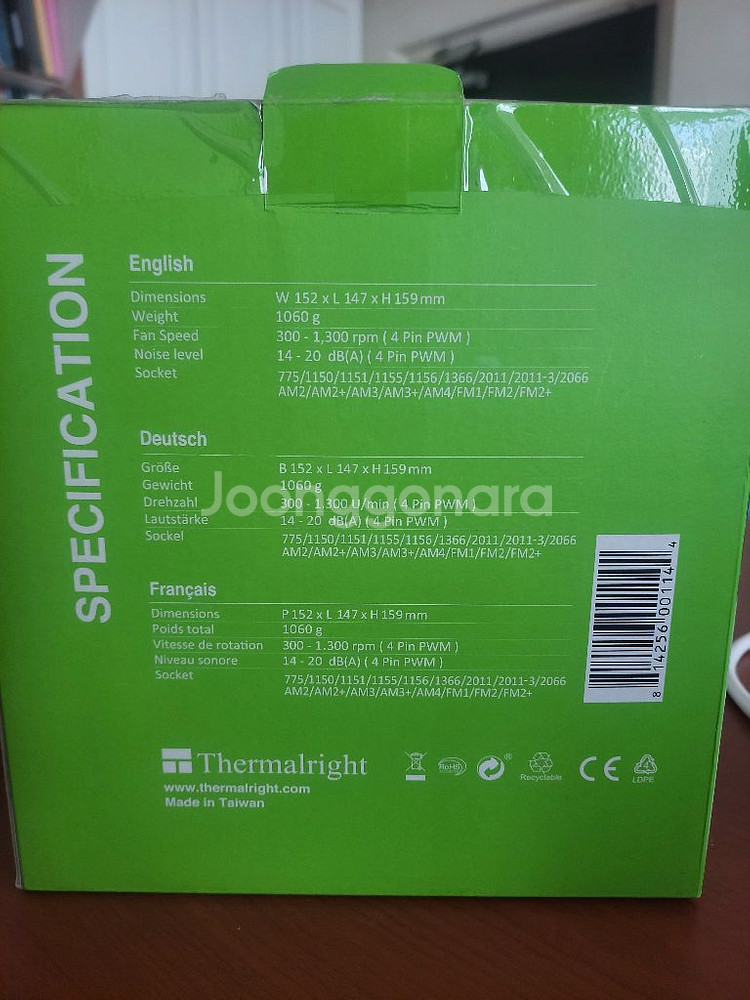 SPECIFICATION
English
Dimensions W 152 x L 147 x H 159 mm
Weight 1060 g
Fan Speed 300 - 1,300 rpm ( 4 Pin PWM )
Noise level 14 - 20 dB(A) ( 4 Pin PWM )
Socket 775/1150/1151/1155/1156/1366/2011/2011-3/2066
AM2/AM2+/AM3/AM3+/AM4/FM1/FM2/FM2+
Deutsch
Größe B 152 x L 147 x H 159 mm
Gewicht 1060 g
Drehzahl 300 - 1.300 U/min ( 4 Pin PWM )
Lautstärke 14 - 20 dB(A) ( 4 Pin PWM )
Sockel 775/1150/1151/1155/1156/1366/2011/2011-3/2066
AM2/AM2+/AM3/AM3+/AM4/FM1/FM2/FM2+
Joonggonara
Français
Dimensions P 152 x L 147 x H 159 mm
Poids total 1060 g
Vitesse de rotation 300 - 1.300 rpm ( 4 Pin PWM )
Niveau sonore 14 - 20 dB(A) ( 4 Pin PWM )
Socket 775/1150/1151/1155/1156/1366/2011/2011-3/2066
AM2/AM2+/AM3/AM3+/AM4/FM1/FM2/FM2+
8 14256 00114 4
Thermalright
www.thermalright.com
Made in Taiwan
RoHS
®
Recyclable
CE
4
LDPE